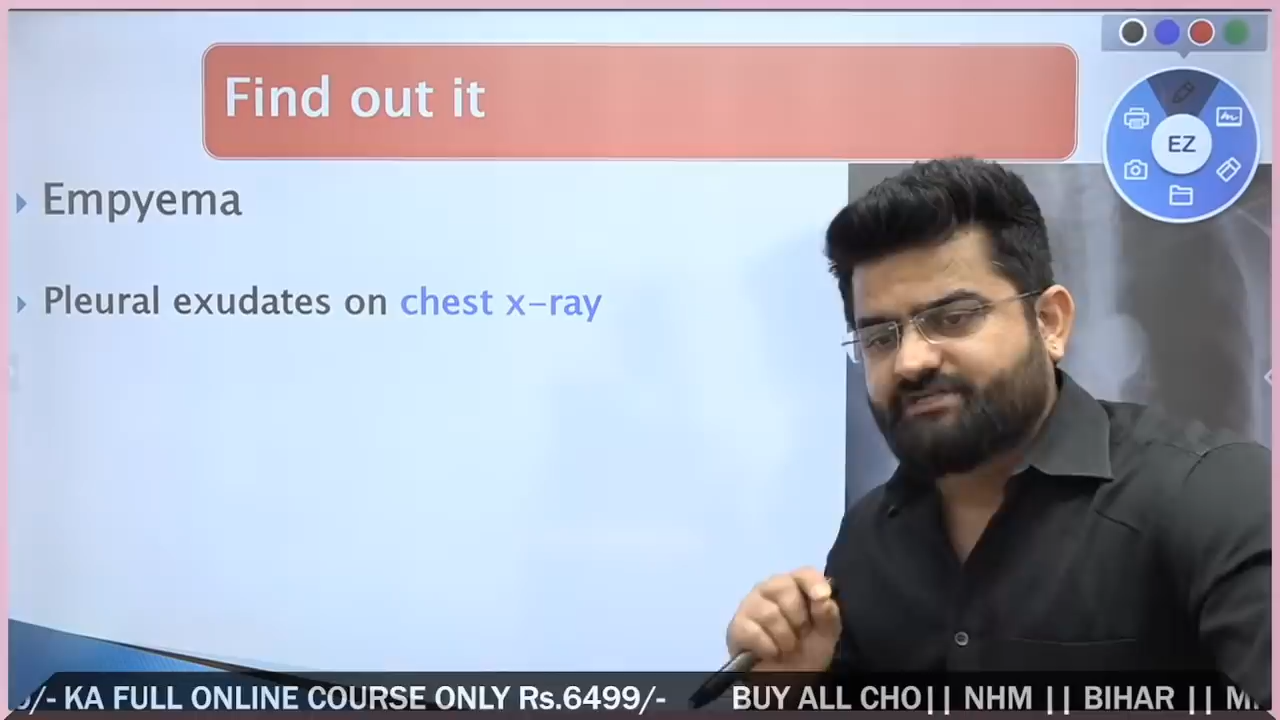 Find out it
EZ
Empyema
Pleural exudates on chest x-ray
/- KA FULL ONLINE COURSE ONLY Rs.6499/- BUY ALL CHO|| NHM || BIHAR ||